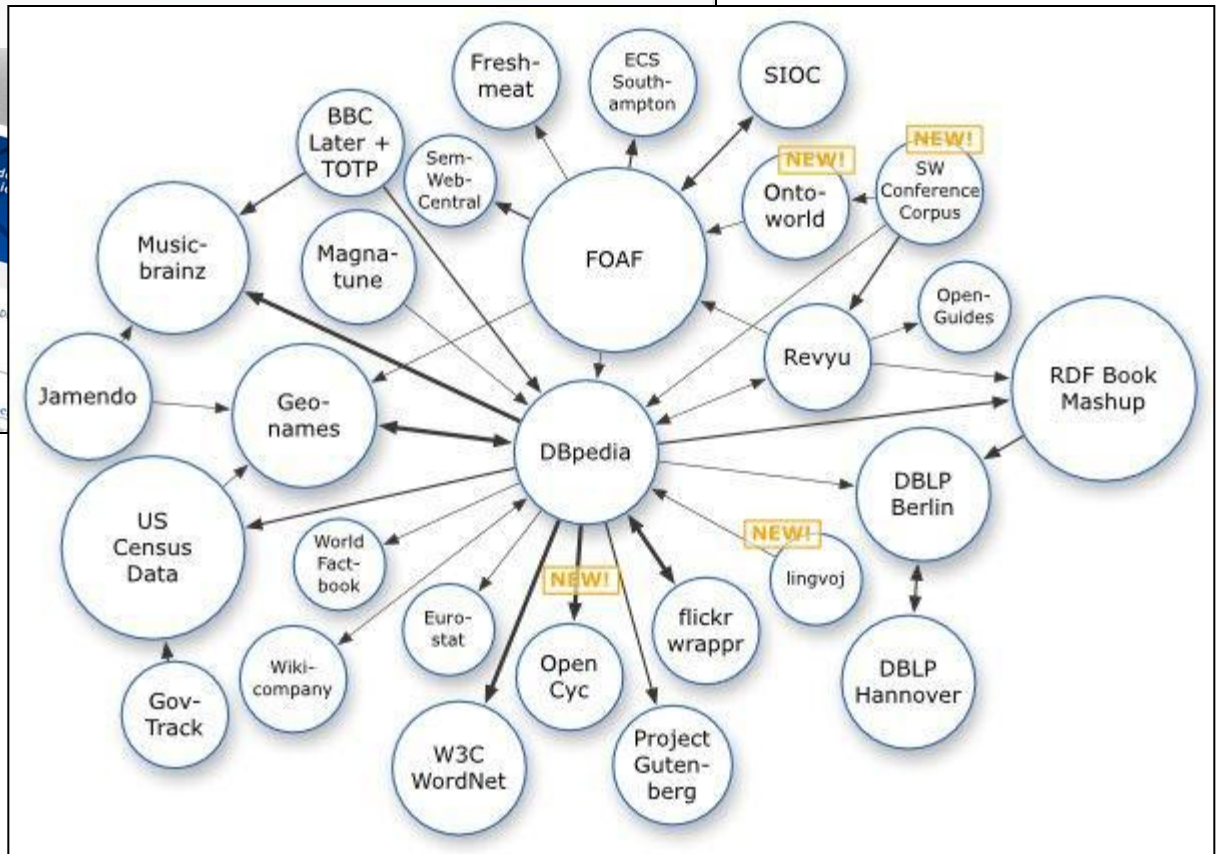 Fresh-
meat
ECS
South-
ampton
SIOC
BBC
Later +
TOTP
Sem-
Web-
Central
NEW!
Onto-
world
NEW!
SW
Conference
Corpus
Music-
brainz
Magna-
tune
FOAF
Open-
Guides
Jamendo
Geo-
names
Revyu
RDF Book
Mashup
DBpedia
DBLP
Berlin
US
Census
Data
World
Fact-
book
NEW!
NEW!
lingvoj
Euro-
stat
flickr
wrappr
Wiki-
company
Open
Cyc
DBLP
Hannover
Gov-
Track
W3C
WordNet
Project
Guten-
berg